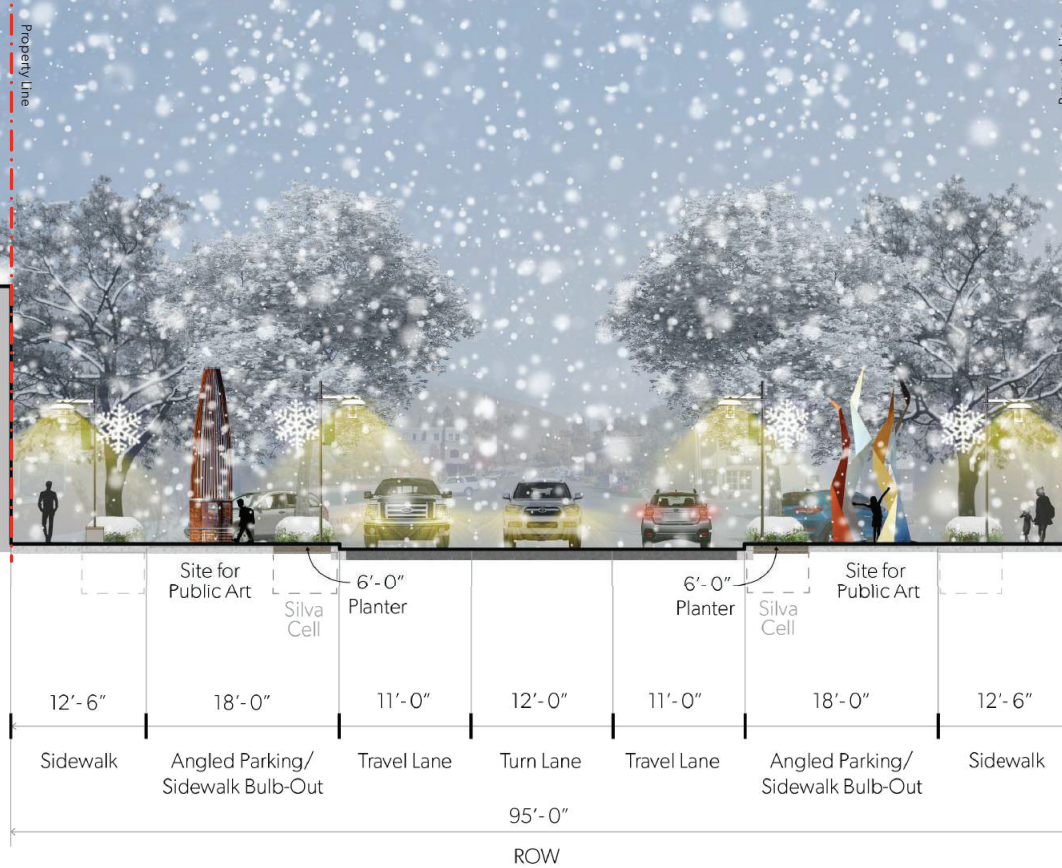 Property Line
Site for
Public Art
6'-0"
Planter
Silva
Cell
6'-0"
Planter
Silva
Cell
Site for
Public Art
12'-6"
18'-0"
11'-0"
12'-0"
11'-0"
18'-0"
12'-6"
Sidewalk
Angled Parking/
Sidewalk Bulb-Out
Travel Lane
Turn Lane
Travel Lane
Angled Parking/
Sidewalk Bulb-Out
Sidewalk
95'-0"
ROW